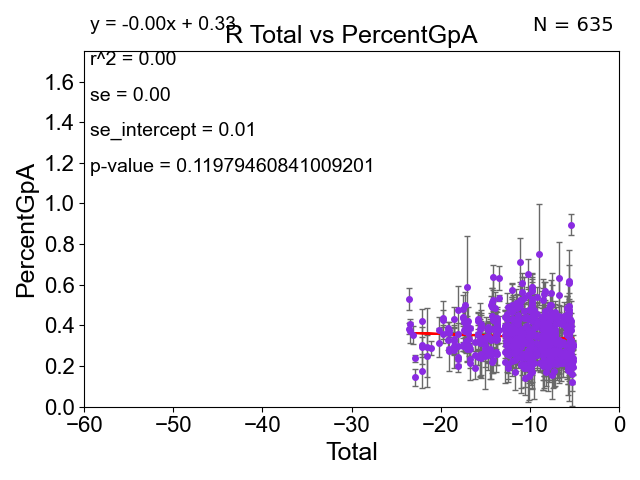 y = -0.00x + 0.33
R Total vs PercentGpA
N = 635
r^2 = 0.00
se = 0.00
se_intercept = 0.01
p-value = 0.11979460841009201
PercentGpA
1.6
1.4
1.2
1.0
0.8
0.6
0.4
0.2
0.0
−60 −50 −40 −30 −20 −10 0
Total